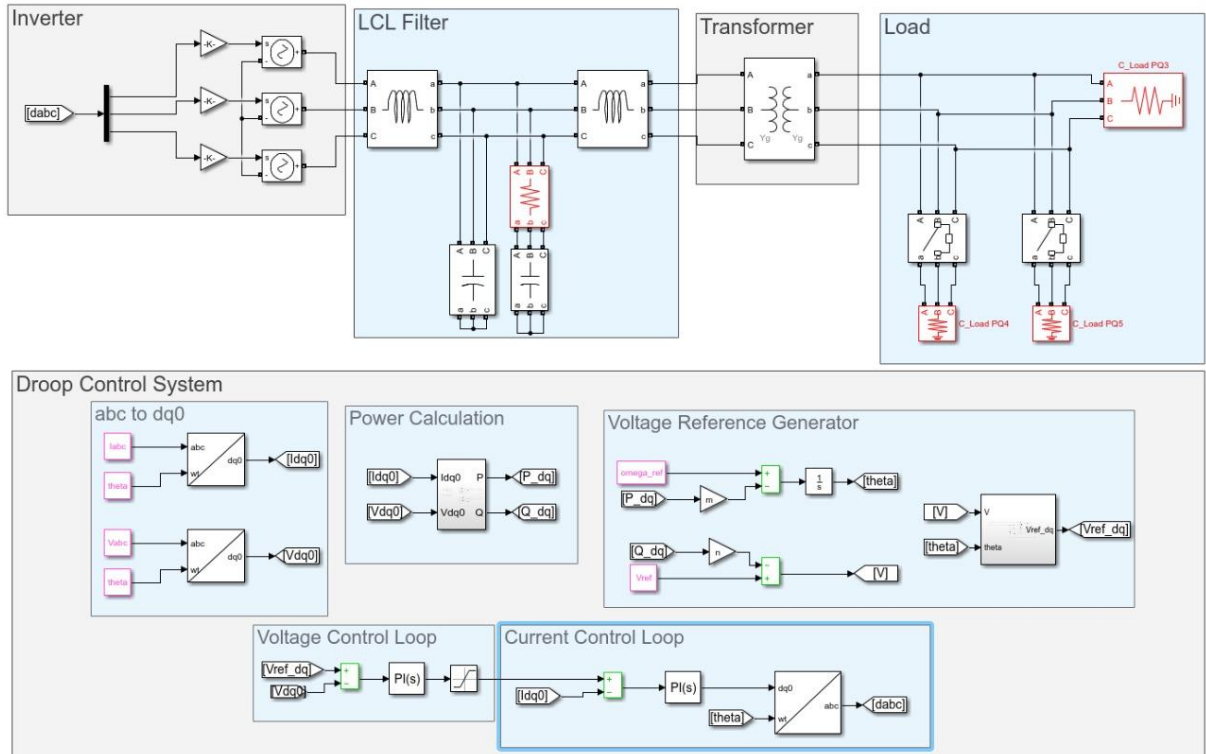 Inverter
[dabc]
-K-
s
-
+
-K-
s
-
+
-K-
s
-
+
LCL Filter
A
B
C
a
b
c
A
B
C
a
b
c
A B C
a b c
A B C
a b c
A B C
a b c
Transformer
A
B
C
Yg
Yg
a
b
c
Load
C_Load PQ3
A
B
C
A B C
a b c
A B C
a b c
A B C
C_Load PQ4
A B C
C_Load PQ5
Droop Control System
abc to dq0
Iabc
theta
abc
wt
dq0
[Idq0]
Vabc
theta
abc
wt
dq0
[Vdq0]
Power Calculation
[Idq0]
[Vdq0]
Idq0
Vdq0
P
Q
[P_dq]
[Q_dq]
Voltage Reference Generator
omega_ref
[P_dq]
m
+
-
1
s
[theta]
[Q_dq]
n
Vref
-
+
[V]
[V]
[theta]
V
theta
Vref_dq
[Vref_dq]
Voltage Control Loop
[Vref_dq]
[Vdq0]
+
-
PI(s)
Current Control Loop
[Idq0]
+
-
PI(s)
[theta]
dq0
wt
abc
[dabc]